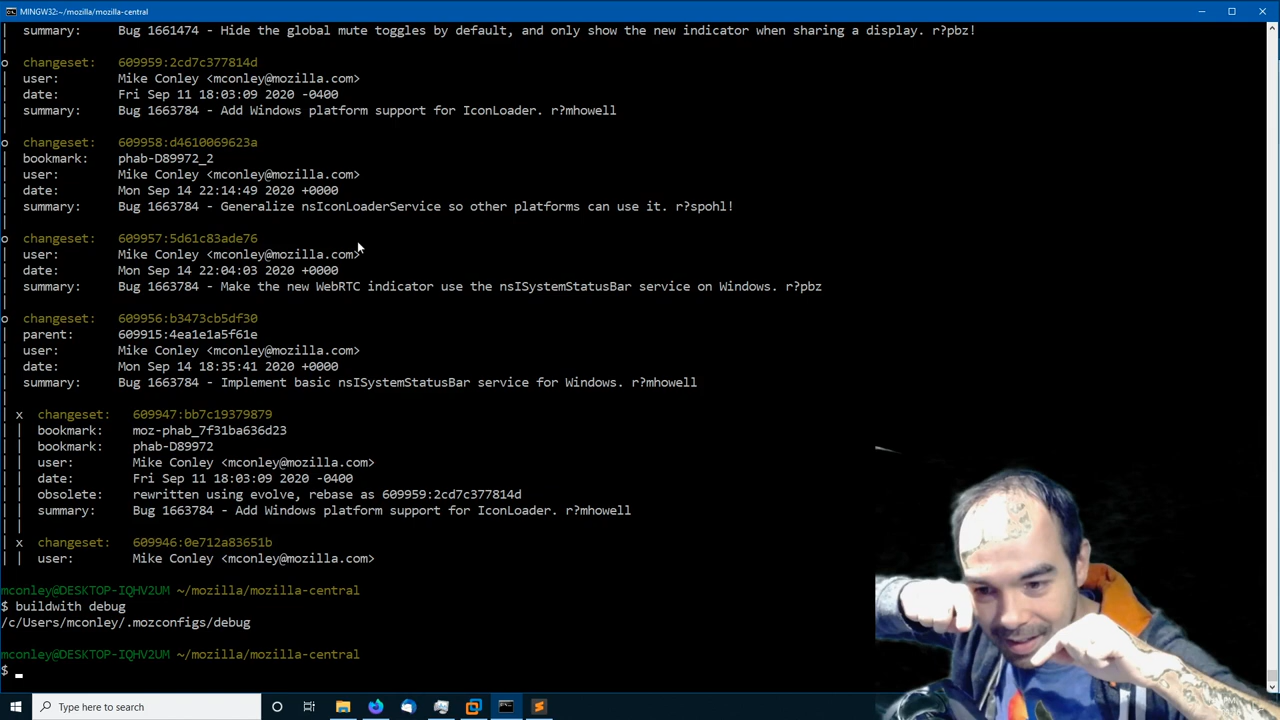 MINGW32:~/mozilla/mozilla-central
summary: Bug 1661474 - Hide the global mute toggles by default, and only show the new indicator when sharing a display. r?pbz!
o changeset: 609959:2cd7c377814d
user: Mike Conley <mconley@mozilla.com>
date: Fri Sep 11 18:03:09 2020 -0400
summary: Bug 1663784 - Add Windows platform support for IconLoader. r?mhowell
o changeset: 609958:d4610069623a
bookmark: phab-D89972_2
user: Mike Conley <mconley@mozilla.com>
date: Mon Sep 14 22:14:49 2020 +0000
summary: Bug 1663784 - Generalize nsIconLoaderService so other platforms can use it. r?spohl!
o changeset: 609957:5d61c83ade76
user: Mike Conley <mconley@mozilla.com>
date: Mon Sep 14 22:04:03 2020 +0000
summary: Bug 1663784 - Make the new WebRTC indicator use the nsISystemStatusBar service on Windows. r?pbz
o changeset: 609956:b3473cb5df30
parent: 609915:4ea1e1a5f61e
user: Mike Conley <mconley@mozilla.com>
date: Mon Sep 14 18:35:41 2020 +0000
summary: Bug 1663784 - Implement basic nsISystemStatusBar service for Windows. r?mhowell
x changeset: 609947:bb7c19379879
bookmark: moz-phab_7f31ba636d23
bookmark: phab-D89972
user: Mike Conley <mconley@mozilla.com>
date: Fri Sep 11 18:03:09 2020 -0400
obsolete: rewritten using evolve, rebase as 609959:2cd7c377814d
summary: Bug 1663784 - Add Windows platform support for IconLoader. r?mhowell
x changeset: 609946:0e712a83651b
user: Mike Conley <mconley@mozilla.com>
mconley@DESKTOP-IQHV2UM ~/mozilla/mozilla-central
$ buildwith debug
/c/Users/mconley/.mozconfigs/debug
mconley@DESKTOP-IQHV2UM ~/mozilla/mozilla-central
$
Type here to search